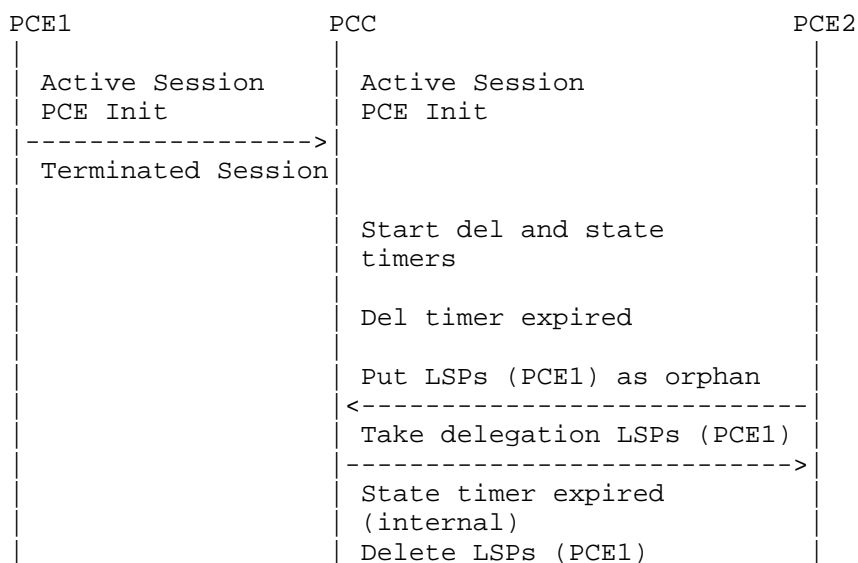 PCE1 PCC PCE2
Active Session Active Session
PCE Init PCE Init
------------------>
Terminated Session
Start del and state
timers
Del timer expired
Put LSPs (PCE1) as orphan
<----------------------------
Take delegation LSPs (PCE1)
---------------------------->
State timer expired
(internal)
Delete LSPs (PCE1)